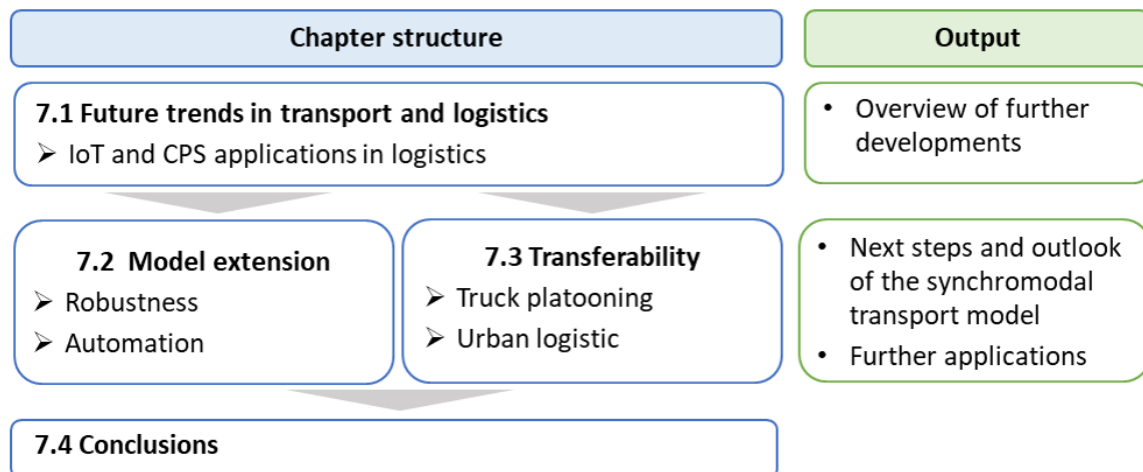 Chapter structure
Output
7.1 Future trends in transport and logistics
➤ IoT and CPS applications in logistics
• Overview of further
developments
7.2 Model extension
➤ Robustness
➤ Automation
7.3 Transferability
➤ Truck platooning
➤ Urban logistic
• Next steps and outlook
of the synchromodal
transport model
• Further applications
7.4 Conclusions